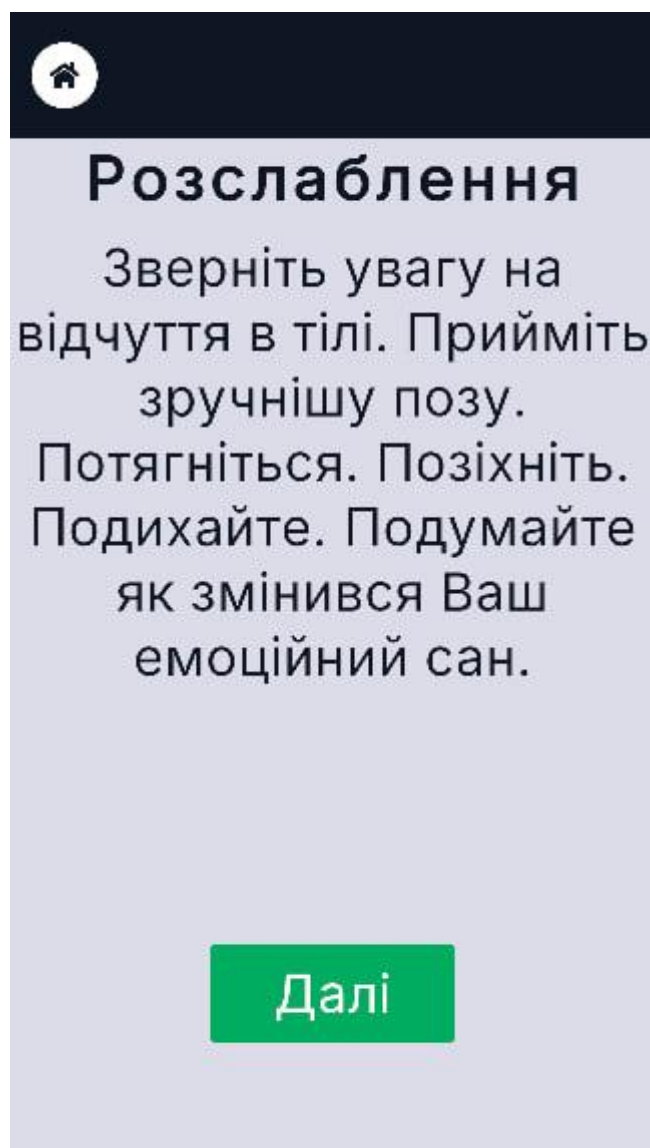 Розслаблення
Зверніть увагу на
відчуття в тілі. Прийміть
зручнішу позу.
Потягніться. Позіхніть.
Подихайте. Подумайте
як змінився Ваш
емоційний сан.
Далі